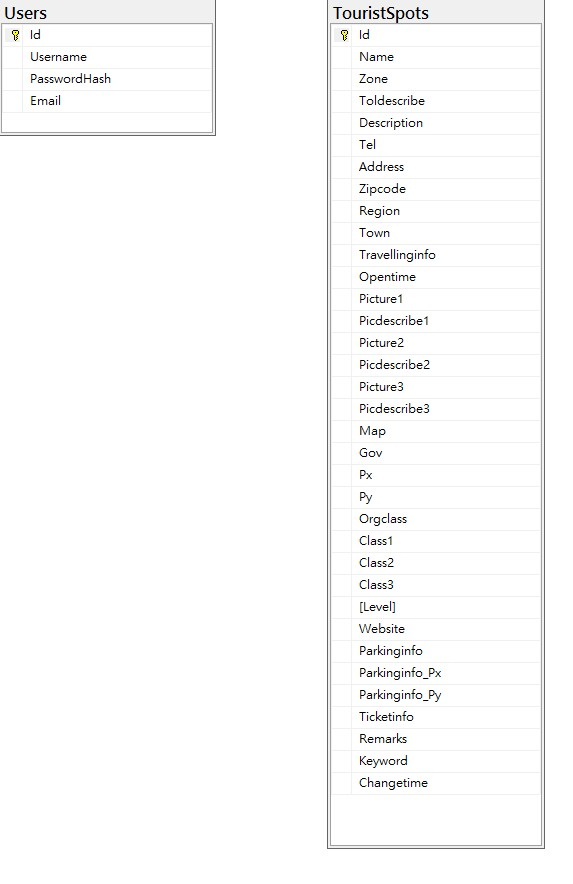 Users
Id
Username
PasswordHash
Email
TouristSpots
Id
Name
Zone
Toldescribe
Description
Tel
Address
Zipcode
Region
Town
Travellinginfo
Opentime
Picture1
Picdescribe1
Picture2
Picdescribe2
Picture3
Picdescribe3
Map
Gov
Px
Py
Orgclass
Class1
Class2
Class3
[Level]
Website
Parkinginfo
Parkinginfo_Px
Parkinginfo_Py
Ticketinfo
Remarks
Keyword
Changetime